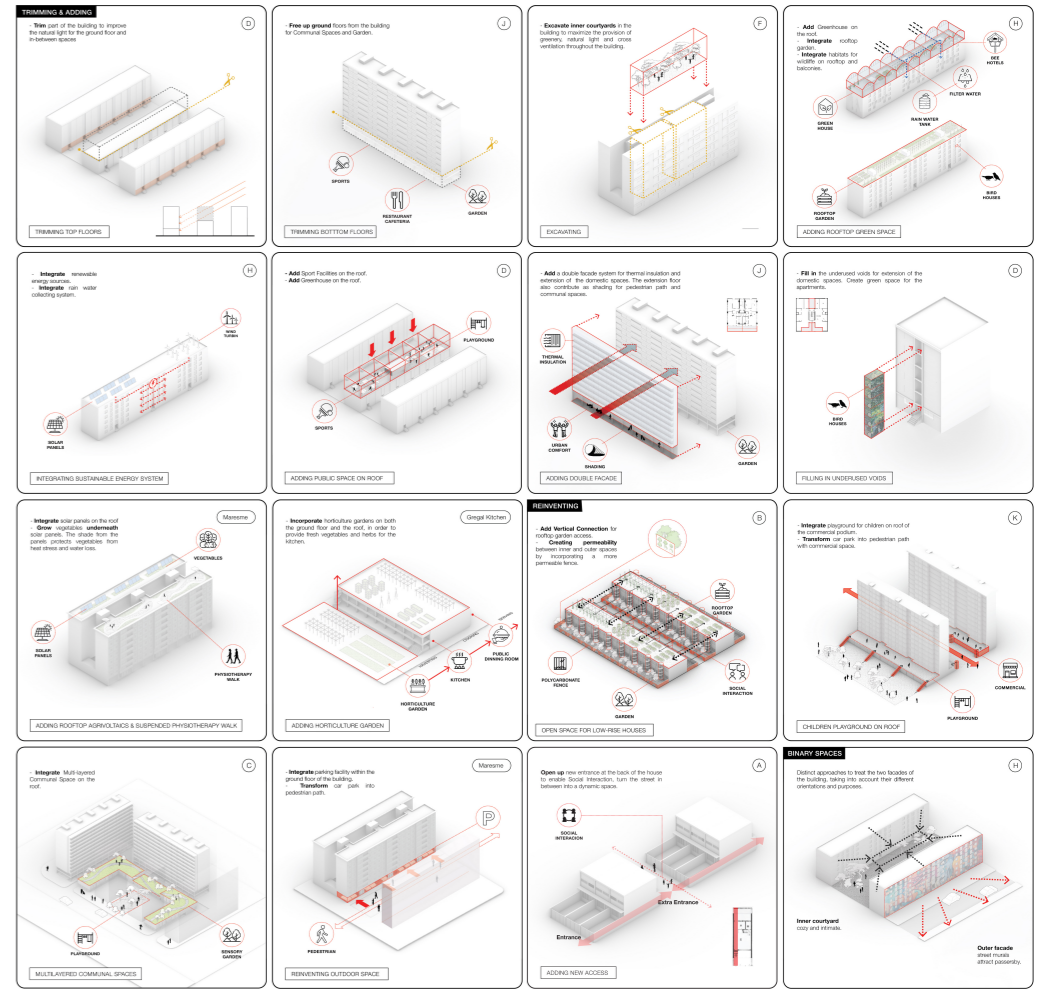 TRIMMING & ADDING
D
- Trim part of the building to improve
the natural light for the ground floor and
in-between spaces
TRIMMING TOP FLOORS
J
- Free up ground floors from the building
for Communal Spaces and Garden.
SPORTS
RESTAURANT
CAFETERIA
GARDEN
TRIMMING BOTTTOM FLOORS
F
- Excavate inner courtyards in the
building to maximize the provision of
greenery, natural light and cross
ventilation throughout the building.
EXCAVATING
H
- Add Greenhouse on
the roof.
- Integrate rooftop
garden.
- Integrate habitats for
wildlife on rooftop and
balconies.
BEE
HOTELS
FILTER WATER
RAIN WATER
TANK
GREEN
HOUSE
BIRD
HOUSES
ROOFTOP
GARDEN
ADDING ROOFTOP GREEN SPACE
H
- Integrate renewable
energy sources.
- Integrate rain water
collecting system.
WIND
TURBIN
SOLAR
PANELS
INTEGRATING SUSTAINABLE ENERGY SYSTEM
D
- Add Sport Facilities on the roof.
- Add Greenhouse on the roof.
PLAYGROUND
SPORTS
ADDING PUBLIC SPACE ON ROOF
J
- Add a double facade system for thermal insulation and
extension of the domestic spaces. The extension floor
also contribute as shading for pedestrian path and
communal spaces.
THERMAL
INSULATION
URBAN
COMFORT
SHADING
GARDEN
ADDING DOUBLE FACADE
D
- Fill in the underused voids for extension of the
domestic spaces. Create green space for the
apartments.
BIRD
HOUSES
FILLING IN UNDERUSED VOIDS
Maresme
- Integrate solar panels on the roof
- Grow vegetables underneath
solar panels. The shade from the
panels protects vegetables from
heat stress and water loss.
VEGETABLES
SOLAR
PANELS
PHYSIOTHERAPY
WALK
ADDING ROOFTOP AGRIVOLTAICS & SUSPENDED PHYSIOTHERAPY WALK
Gregal Kitchen
- Incorporate horticulture gardens on both
the ground floor and the roof, in order to
provide fresh vegetables and herbs for the
kitchen.
PUBLIC
DINNING ROOM
KITCHEN
HORTICULTURE
GARDEN
ADDING HORTICULTURE GARDEN
REINVENTING
B
- Add Vertical Connection for
rooftop garden access.
- Creating permeability
between inner and outer spaces
by incorporating a more
permeable fence.
ROOFTOP
GARDEN
POLYCARBONATE
FENCE
SOCIAL
INTERACTION
GARDEN
OPEN SPACE FOR LOW-RISE HOUSES
K
- Integrate playground for children on roof of
the commercial podium.
- Transform car park into pedestrian path
with commercial space.
COMMERCIAL
PLAYGROUND
CHILDREN PLAYGROUND ON ROOF
C
- Integrate Multi-layered
Communal Space on the
roof.
PLAYGROUND
SENSORY
GARDEN
MULTILAYERED COMMUNAL SPACES
Maresme
- Integrate parking facility within the
ground floor of the building.
- Transform car park into
pedestrian path.
P
PEDESTRIAN
REINVENTING OUTDOOR SPACE
A
Open up new entrance at the back of the house
to enable Social Interaction, turn the street in
between into a dynamic space.
SOCIAL
INTERACION
Extra Entrance
Entrance
ADDING NEW ACCESS
BINARY SPACES
H
Distinct approaches to treat the two facades of
the building, taking into account their different
orientations and purposes.
Inner courtyard
cozy and intimate.
Outer facade
street murals
attract passersby.